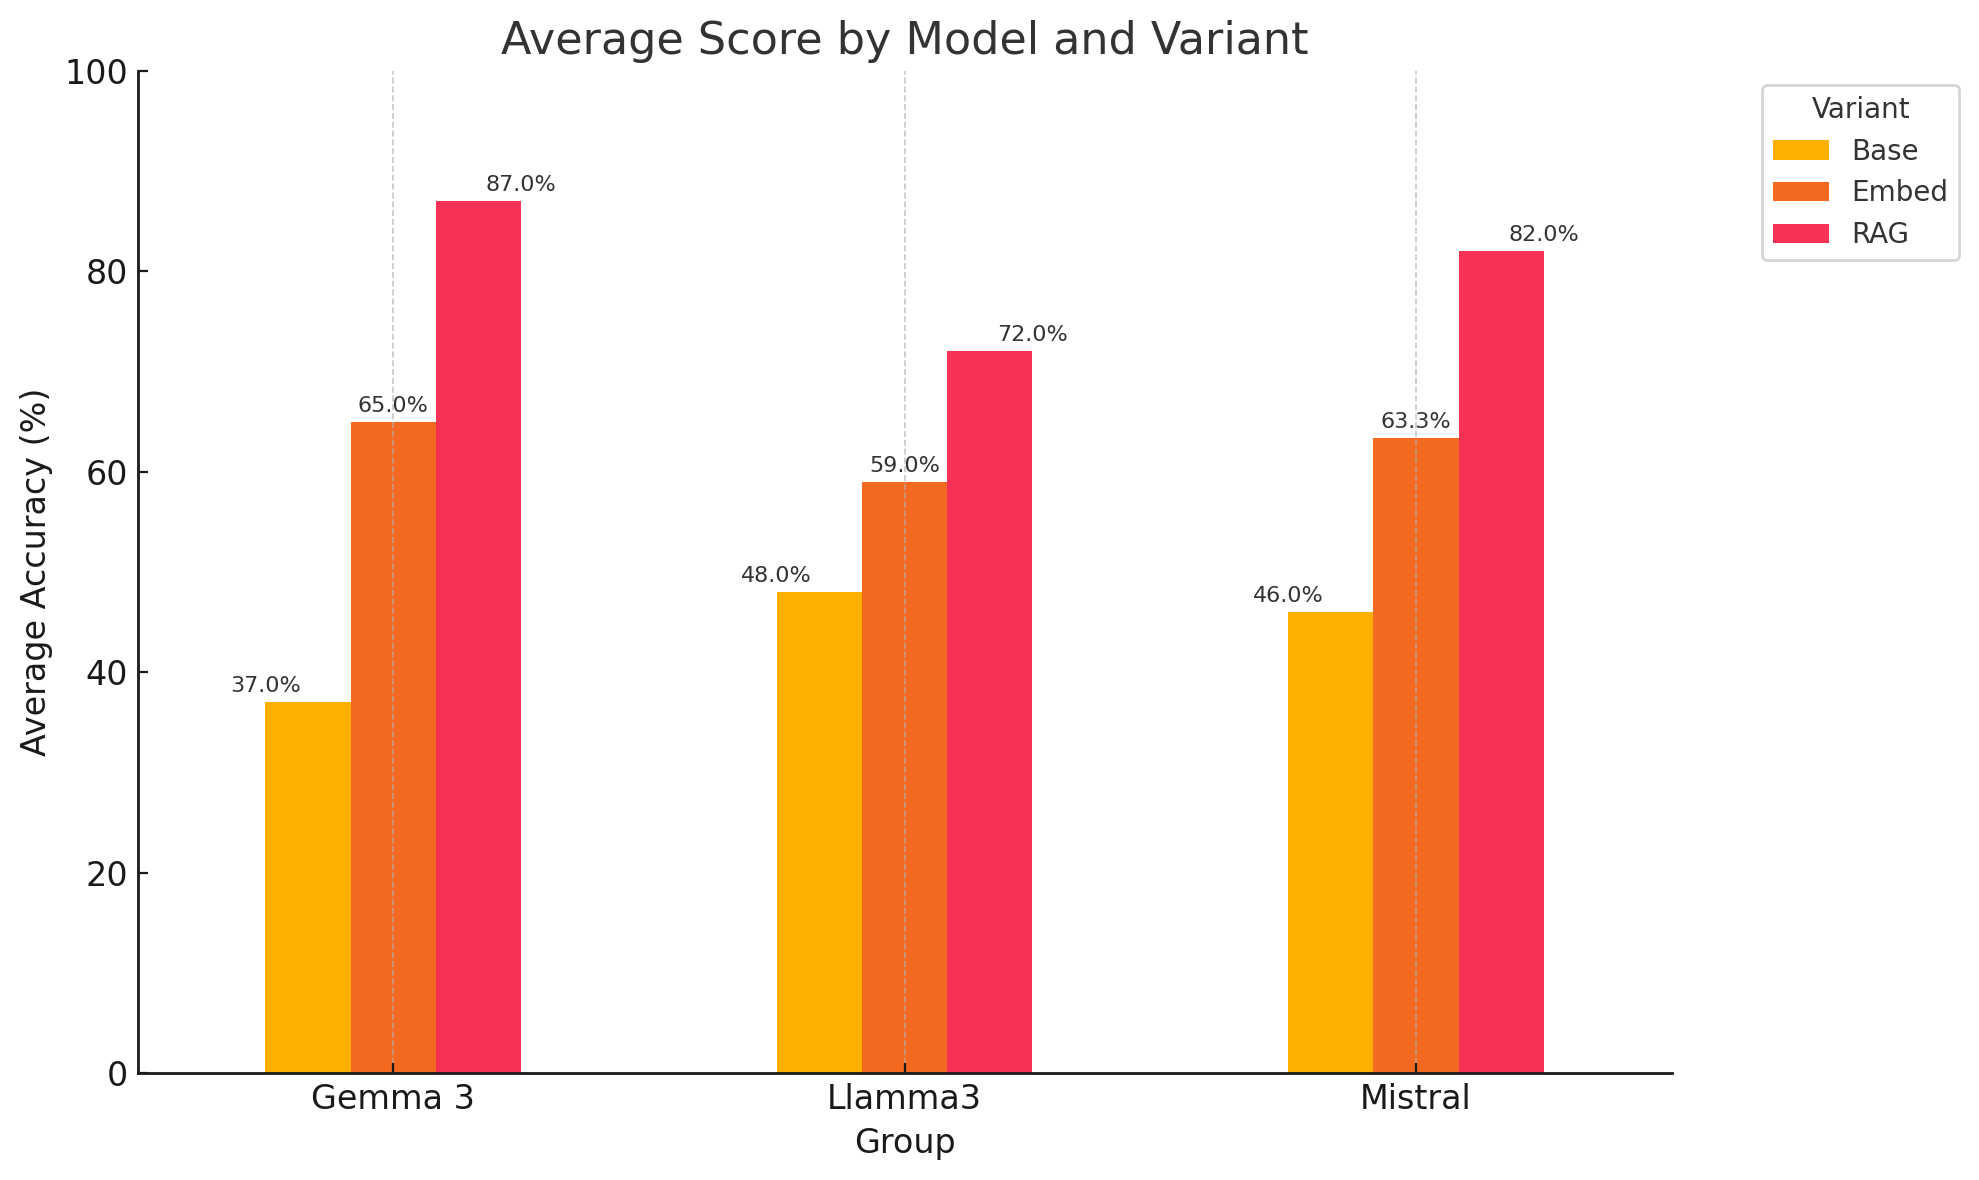 Average Score by Model and Variant
Average Accuracy (%)
100
80
60
40
20
0
37.0%
65.0%
87.0%
48.0%
59.0%
72.0%
46.0%
63.3%
82.0%
Gemma 3
Llamma3
Mistral
Group
Variant
Base
Embed
RAG